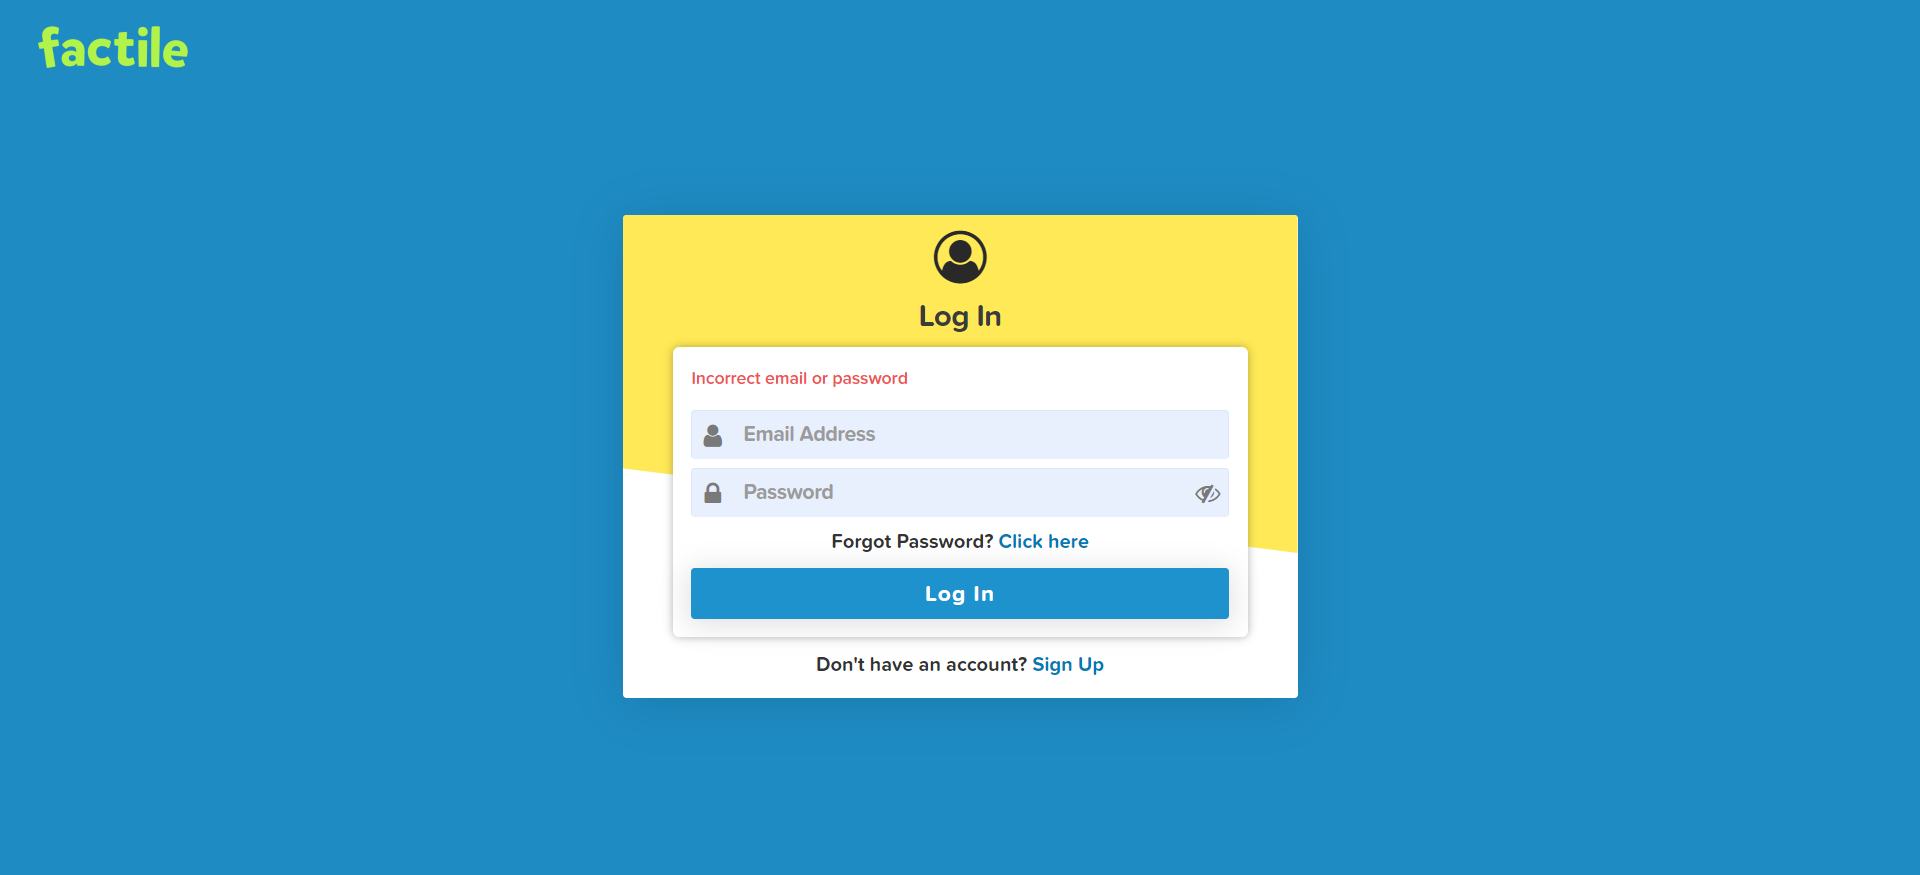 factile
Log In
Incorrect email or password
Email Address
Password
Forgot Password? Click here
Log In
Don't have an account? Sign Up